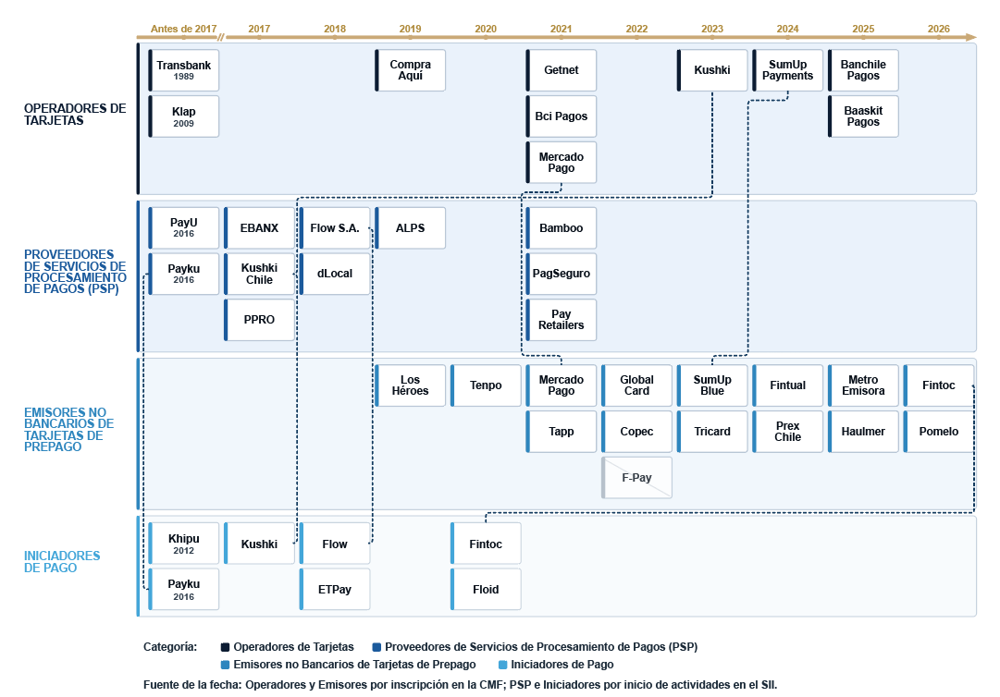 Antes de 2017
2017
2018
2019
2020
2021
2022
2023
2024
2025
2026
OPERADORES DE
TARJETAS
Transbank
1989
Compra
Aquí
Getnet
Kushki
SumUp
Payments
Banchile
Pagos
Klap
2009
Bci Pagos
Baaskit
Pagos
Mercado
Pago
PROVEEDORES
DE SERVICIOS DE
PROCESAMIENTO
DE PAGOS (PSP)
PayU
2016
EBANX
Flow S.A.
ALPS
Bamboo
Payku
2016
Kushki
Chile
dLocal
PagSeguro
PPRO
Pay
Retailers
EMISORES NO
BANCARIOS DE
TARJETAS DE
PREPAGO
Los
Héroes
Tenpo
Mercado
Pago
Global
Card
SumUp
Blue
Fintual
Metro
Emisora
Fintoc
Tapp
Copec
Tricard
Prex
Chile
Haulmer
Pomelo
F-Pay
INICIADORES
DE PAGO
Khipu
2012
Kushki
Flow
Fintoc
Payku
2016
ETPay
Floid
Categoría:
Operadores de Tarjetas
Proveedores de Servicios de Procesamiento de Pagos (PSP)
Emisores no Bancarios de Tarjetas de Prepago
Iniciadores de Pago
Fuente de la fecha: Operadores y Emisores por inscripción en la CMF; PSP e Iniciadores por inicio de actividades en el SII.